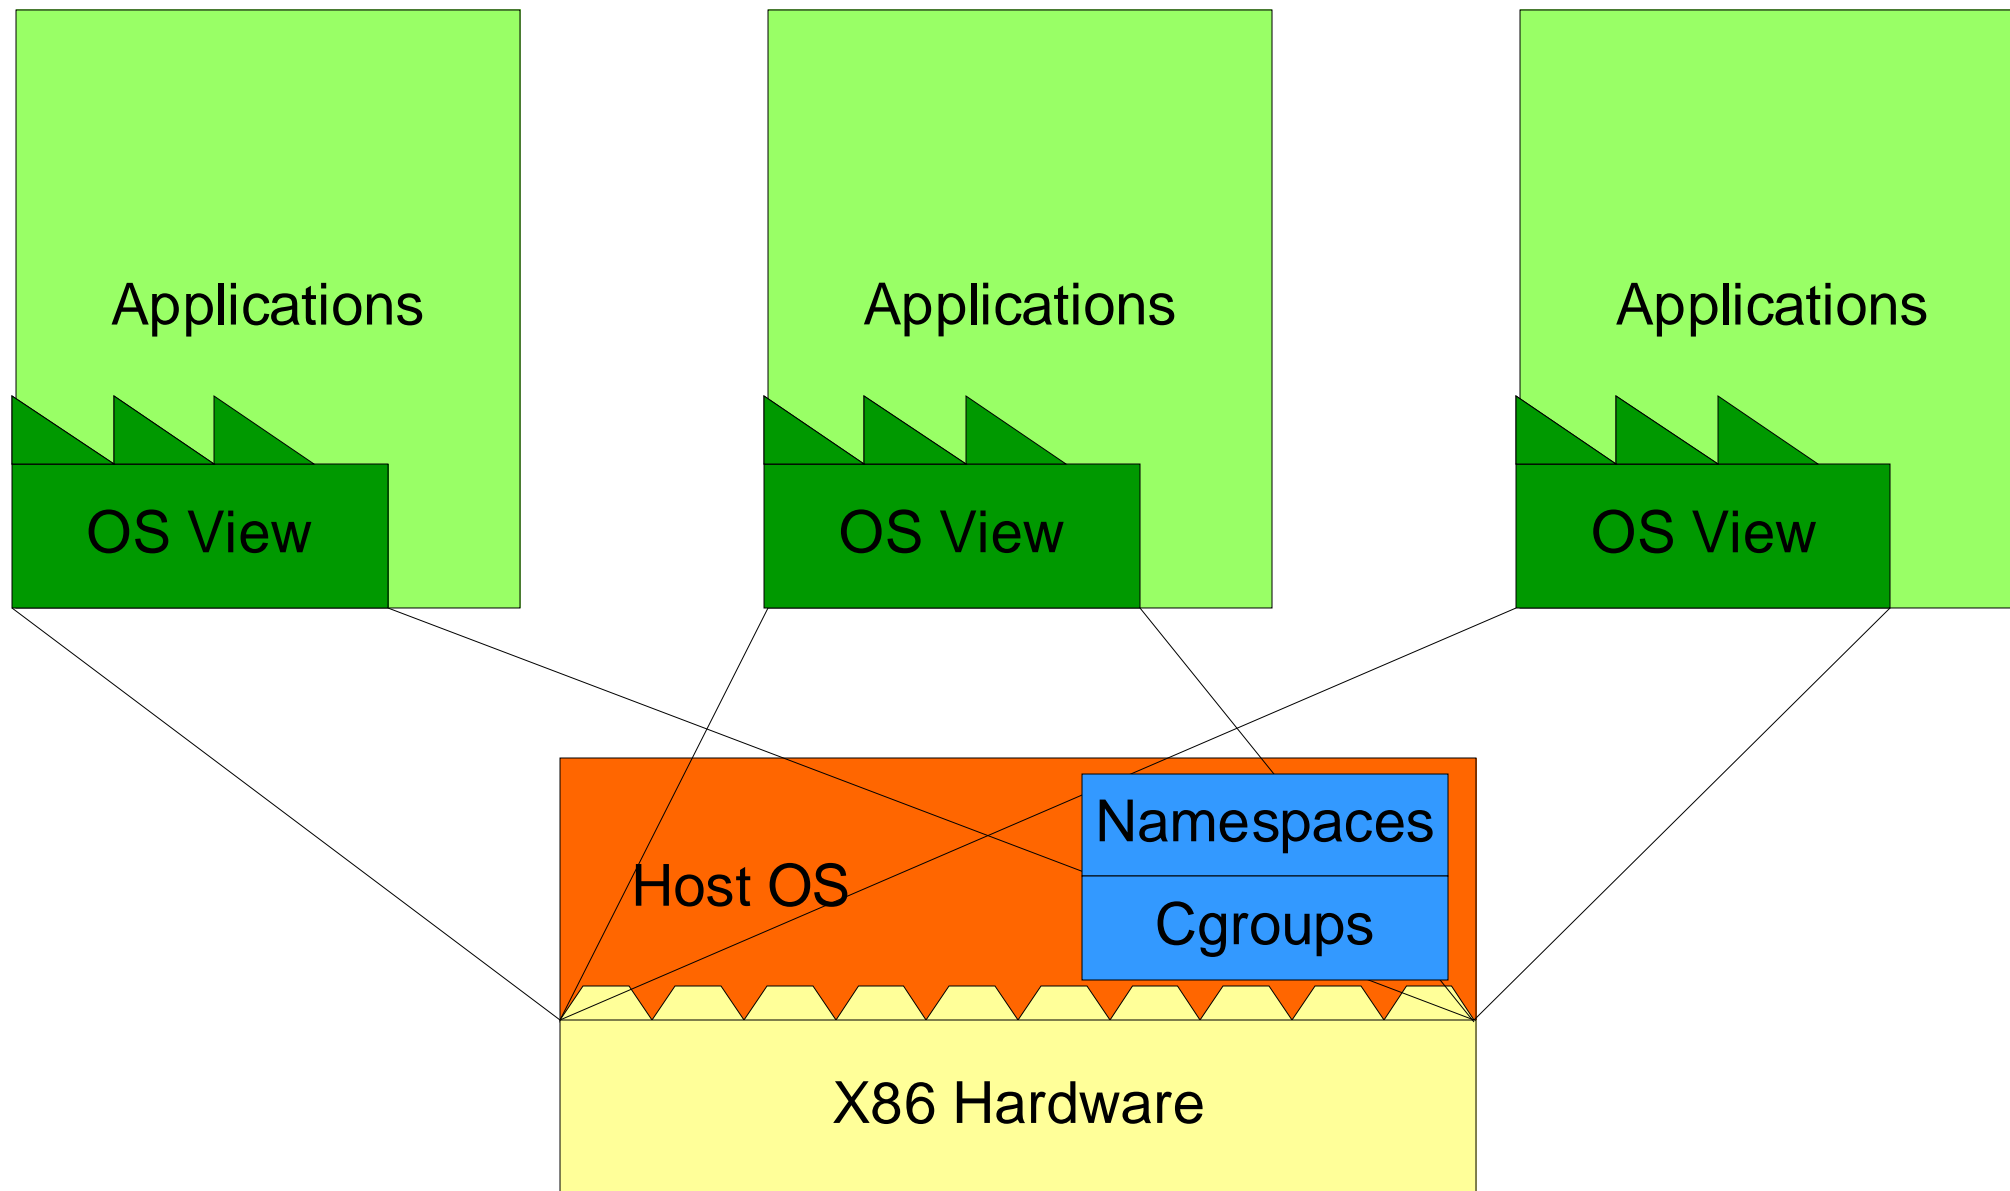 Applications
Applications
Applications
OS View
OS View
OS View
Namespaces
Host OS
Cgroups
X86 Hardware